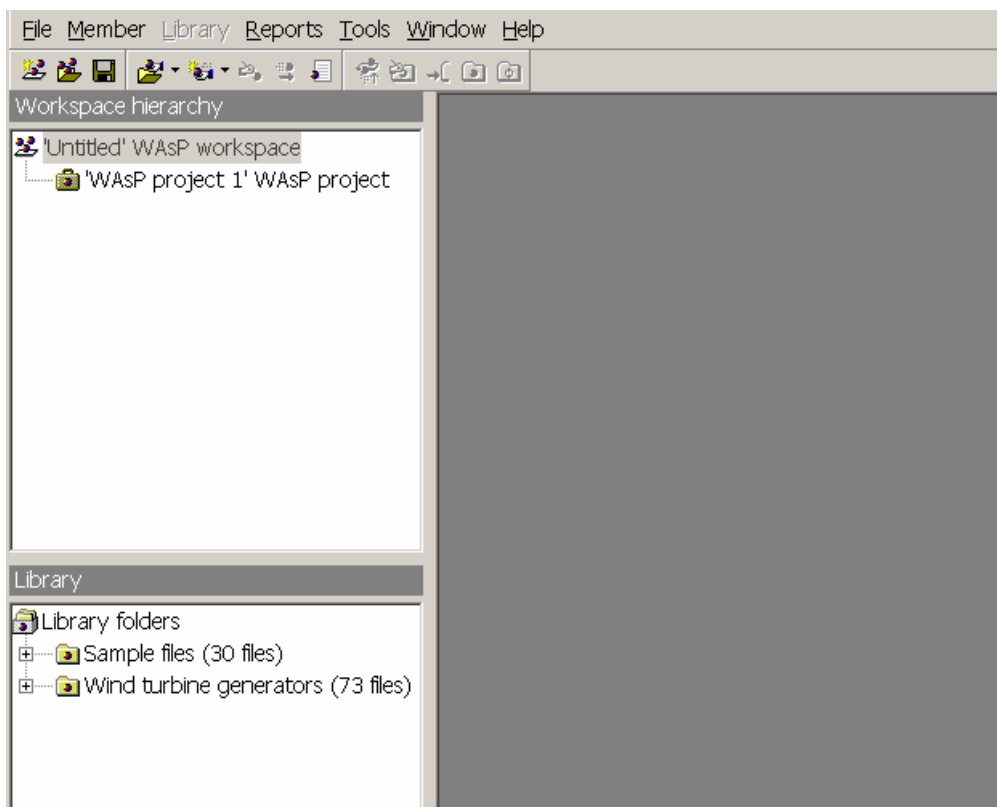 File Member Library Reports Tools Window Help
Workspace hierarchy
'Untitled' WAsP workspace
'WAsP project 1' WAsP project
Library
Library folders
Sample files (30 files)
Wind turbine generators (73 files)